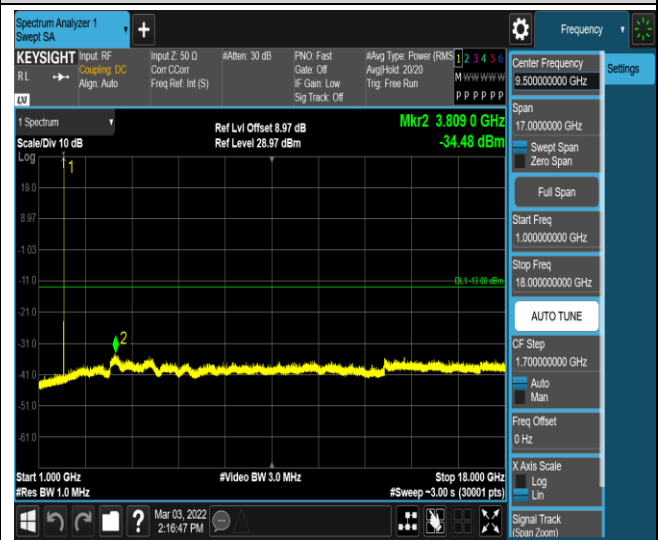 Spectrum Analyzer 1
Swept SA
+
Frequency
KEYSIGHT
RL
LXI
Input: RF
Coupling: DC
Align: Auto
Input Z: 50 Ω
Corr CCorr
Freq Ref: Int (S)
#Atten: 30 dB
PNO: Fast
Gate: Off
IF Gain: Low
Sig Track: Off
#Avg Type: Power (RMS
Avg|Hold: 20/20
Trig: Free Run
1 2 3 4 5 6
M W W W W W
P P P P P P
1 Spectrum
Scale/Div 10 dB
Ref Lvl Offset 8.97 dB
Ref Level 28.97 dBm
Mkr2 3.809 0 GHz
-34.48 dBm
Log
1
19.0
8.97
-1.03
-11.0
DL1 -13.00 dBm
-21.0
-31.0
2
-41.0
-51.0
-61.0
Start 1.000 GHz
#Res BW 1.0 MHz
#Video BW 3.0 MHz
Stop 18.000 GHz
#Sweep ~3.00 s (30001 pts)
Center Frequency
9.500000000 GHz
Span
17.0000000 GHz
Swept Span
Zero Span
Full Span
Start Freq
1.000000000 GHz
Stop Freq
18.000000000 GHz
AUTO TUNE
CF Step
1.700000000 GHz
Auto
Man
Freq Offset
0 Hz
X Axis Scale
Log
Lin
Signal Track
(Span Zoom)
Settings
?
Mar 03, 2022
2:16:47 PM